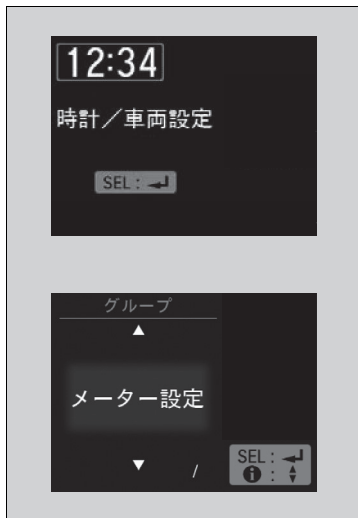 12:34
時計／車両設定
SEL : ↲
グループ
▲
メーター設定
▼ /
SEL : ↲
ℹ : ⬍